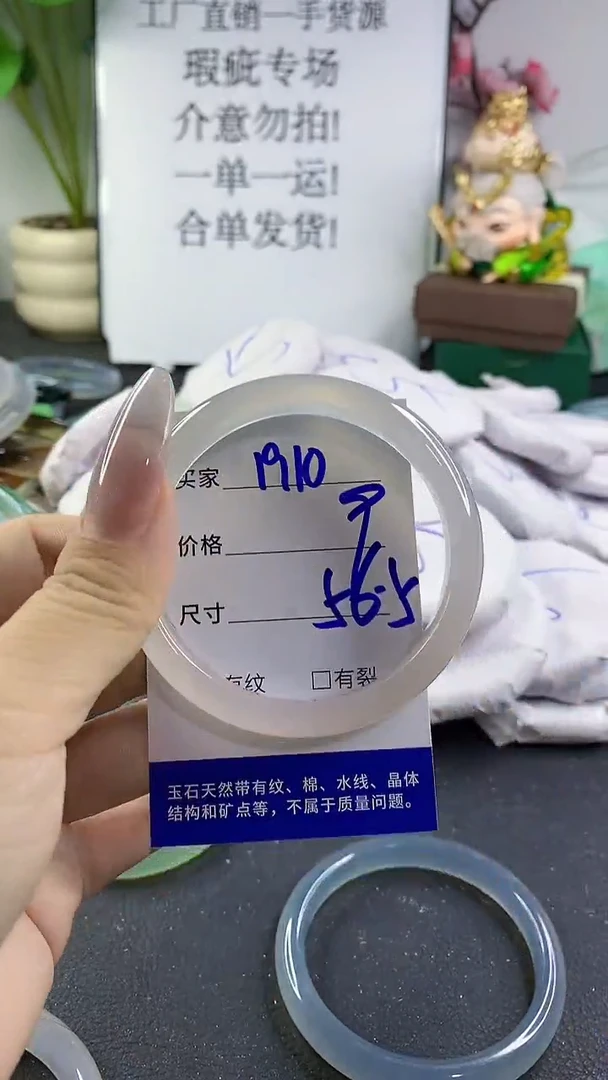 工厂直销一手货源
瑕疵专场
介意勿拍!
一单一运!
合单发货!
买家 1910
价格
尺寸 56.5
有纹 □有裂
玉石天然带有纹、棉、水线、晶体
结构和矿点等，不属于质量问题。